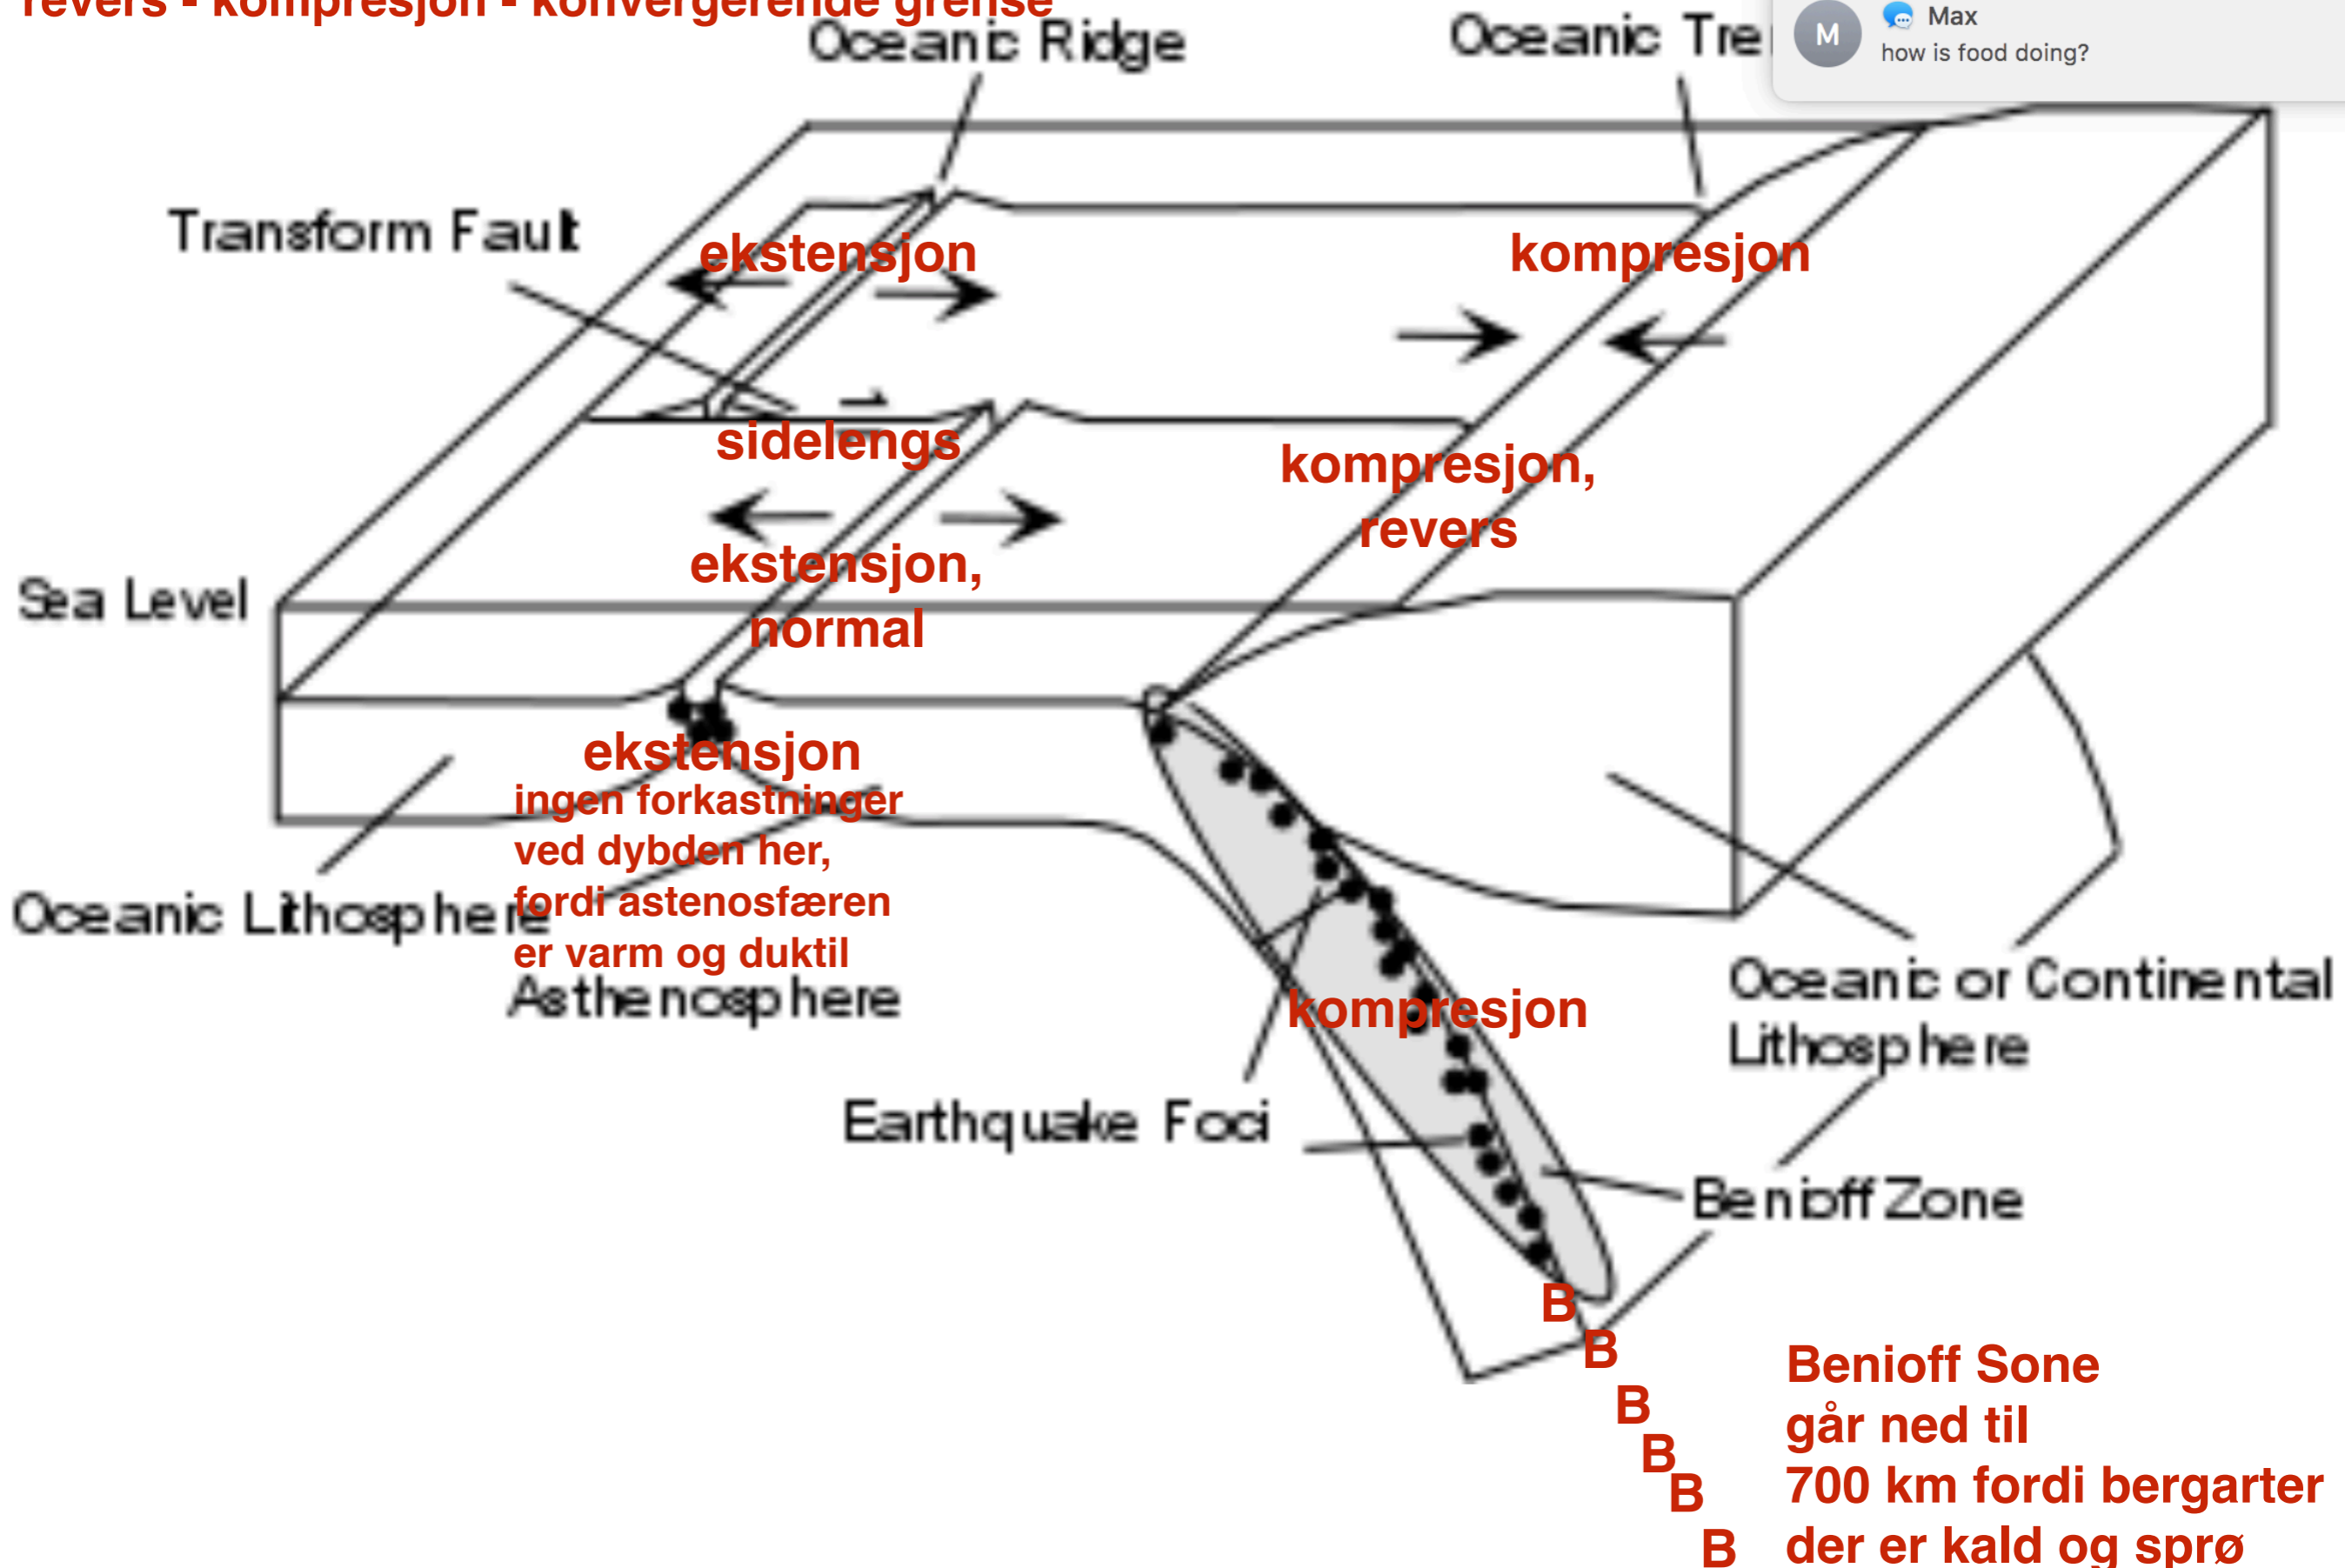 revers - kompresjon - konvergerende grense
Max
M
how is food doing?
Oceanic Ridge
Oceanic Tre
Transform Fault
ekstensjon
kompresjon
sidelengs
kompresjon,
revers
ekstensjon,
normal
Sea Level
ekstensjon
ingen forkastninger
ved dybden her,
fordi astenosfæren
er varm og duktil
Oceanic Lithosphere
Asthenosphere
kompresjon
Oceanic or Continental
Lithosphere
Earthquake Foci
Benioff Zone
B
B
B
B
B
B
Benioff Sone
går ned til
700 km fordi bergarter
der er kald og sprø